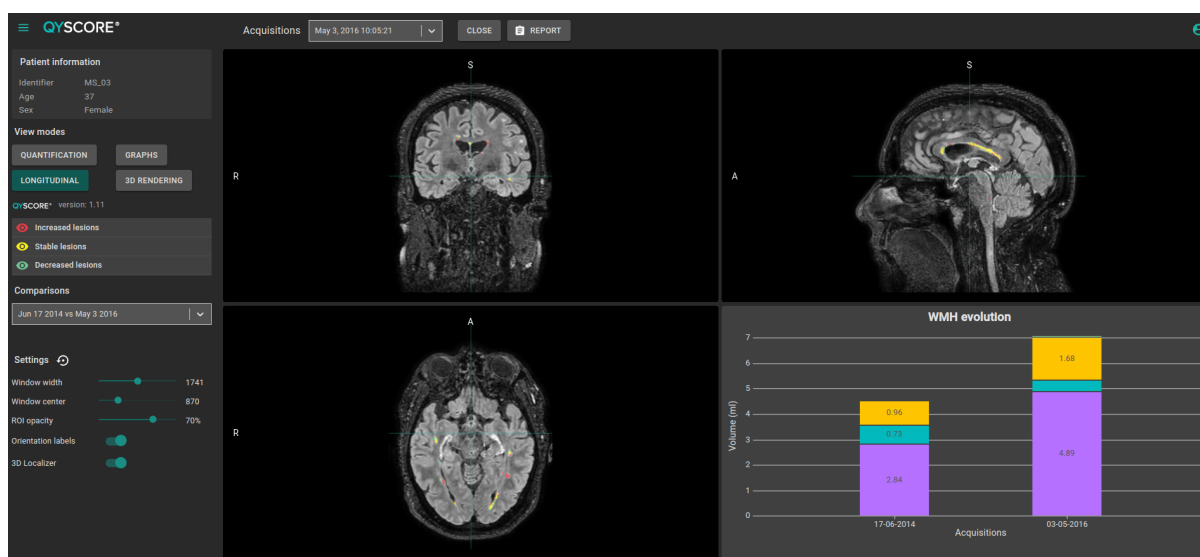 QYSCORE®
Acquisitions May 3, 2016 10:05:21 CLOSE REPORT
Patient information
Identifier MS_03
Age 37
Sex Female
View modes
QUANTIFICATION GRAPHS
LONGITUDINAL 3D RENDERING
QYSCORE® version: 1.11
Increased lesions
Stable lesions
Decreased lesions
Comparisons
Jun 17 2014 vs May 3 2016
Settings
Window width 1741
Window center 870
ROI opacity 70%
Orientation labels
3D Localizer
S
R
S
A
A
R
WMH evolution
7
6
5
4
3
2
1
0
Volume (ml)
0.96
0.73
2.84
1.68
4.89
17-06-2014 03-05-2016
Acquisitions